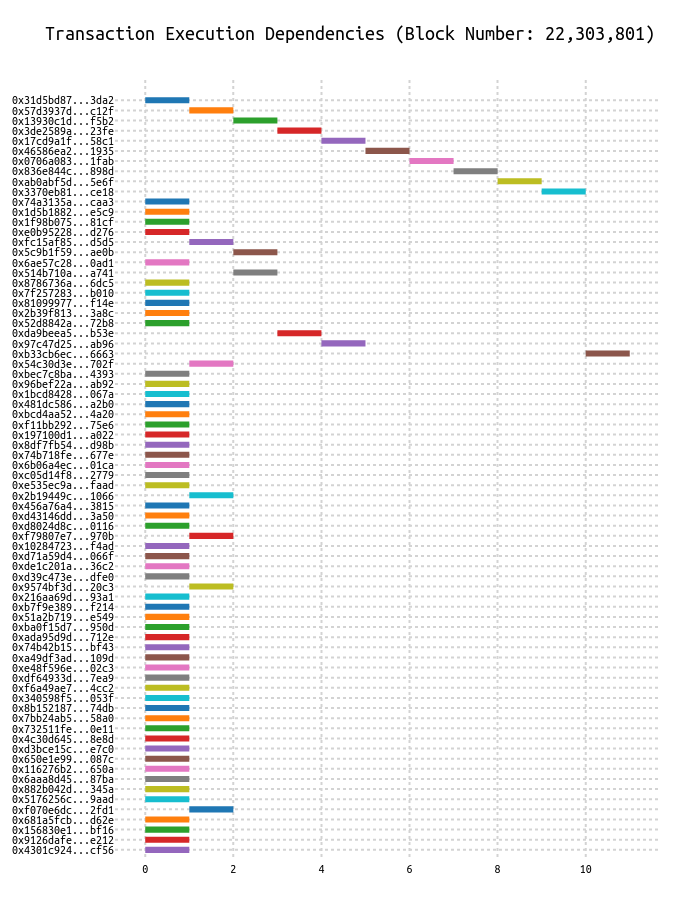 Transaction Execution Dependencies (Block Number: 22,303,801)
0x31d5bd87...3da2
0x57d3937d...c12f
0x13930c1d...f5b2
0x3de2589a...23fe
0x17cd9a1f...58c1
0x46586ea2...1935
0x0706a083...1fab
0x836e844c...898d
0xab0abf5d...5e6f
0x3370eb81...ce18
0x74a3135a...caa3
0x1d5b1882...e5c9
0x1f98b075...81cf
0xe0b95228...d276
0xfc15af85...d5d5
0x5c9b1f59...ae0b
0x6ae57c28...0ad1
0x514b710a...a741
0x8786736a...6dc5
0x7f257283...b010
0x81099977...f14e
0x2b39f813...3a8c
0x52d8842a...72b8
0xda9beea5...b53e
0x97c47d25...ab96
0xb33cb6ec...6663
0x54c30d3e...702f
0xbec7c8ba...4393
0x96bef22a...ab92
0x1bcd8428...067a
0x481dc586...a2b0
0xbcd4aa52...4a20
0xf11bb292...75e6
0x197100d1...a022
0x8df7fb54...d98b
0x74b718fe...677e
0x6b06a4ec...01ca
0xc05d14f8...2779
0xe535ec9a...faad
0x2b19449c...1066
0x456a76a4...3815
0xd43146dd...3a50
0xd8024d8c...0116
0xf79807e7...970b
0x10284723...f4ad
0xd71a59d4...066f
0xde1c201a...36c2
0xd39c473e...dfe0
0x9574bf3d...20c3
0x216aa69d...93a1
0xb7f9e389...f214
0x51a2b719...e549
0xba0f15d7...950d
0xada95d9d...712e
0x74b42b15...bf43
0xa49df3ad...109d
0xe48f596e...02c3
0xdf64933d...7ea9
0xf6a49ae7...4cc2
0x340598f5...053f
0x8b152187...74db
0x7bb24ab5...58a0
0x732511fe...0e11
0x4c30d645...8e8d
0xd3bce15c...e7c0
0x650e1e99...087c
0x116276b2...650a
0x6aaa8d45...87ba
0x882b042d...345a
0x5176256c...9aad
0xf070e6dc...2fd1
0x681a5fcb...d62e
0x156830e1...bf16
0x9126dafe...e212
0x4301c924...cf56
0 2 4 6 8 10